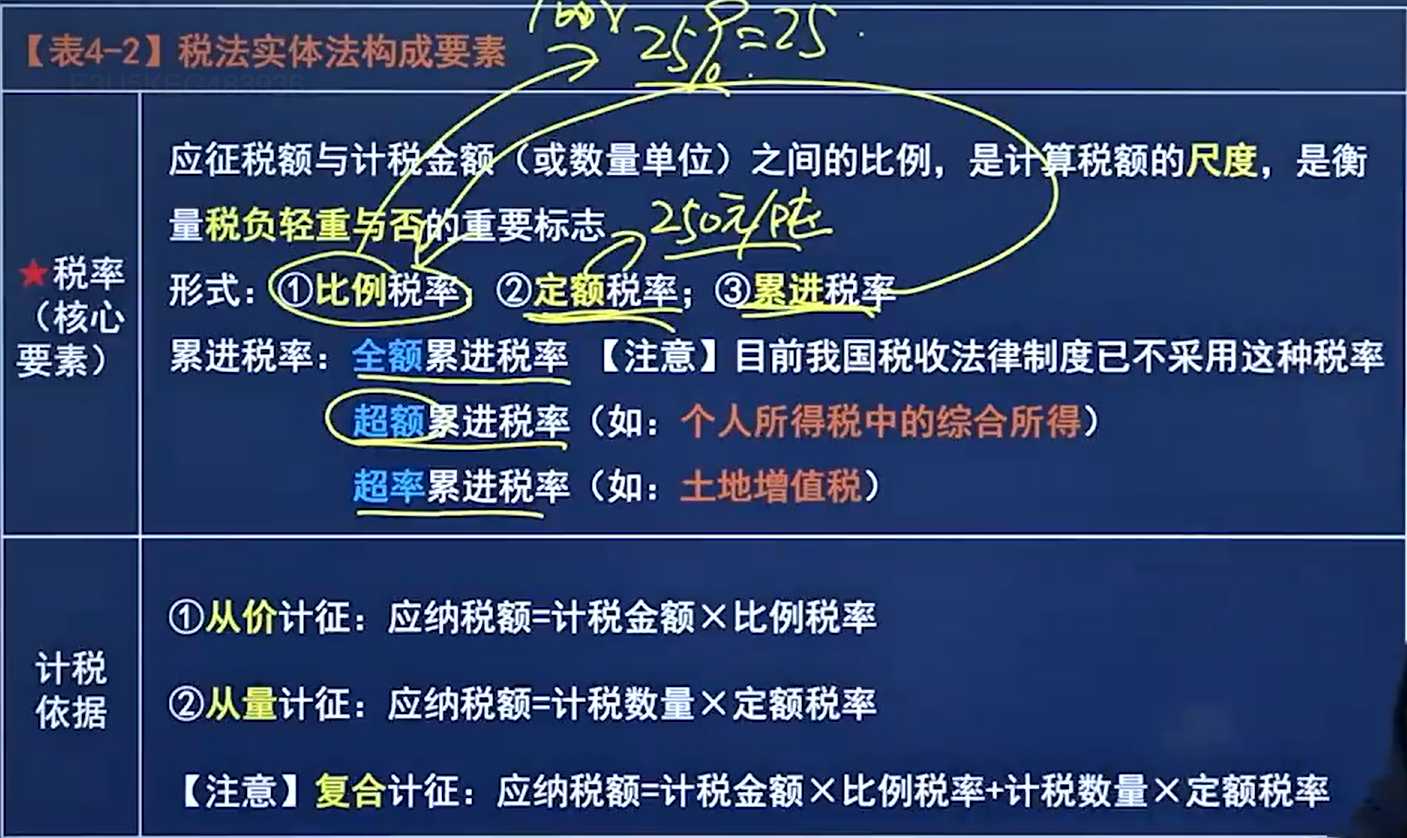 100×25%=25
【表4-2】税法实体法构成要素
应征税额与计税金额（或数量单位）之间的比例，是计算税额的尺度，是衡
量税负轻重与否的重要标志
250元/吨
★税率
（核心
要素）
形式：①比例税率；②定额税率；③累进税率
累进税率：全额累进税率 【注意】目前我国税收法律制度已不采用这种税率
超额累进税率（如：个人所得税中的综合所得）
超率累进税率（如：土地增值税）
计税
依据
①从价计征：应纳税额=计税金额×比例税率
②从量计征：应纳税额=计税数量×定额税率
【注意】复合计征：应纳税额=计税金额×比例税率+计税数量×定额税率